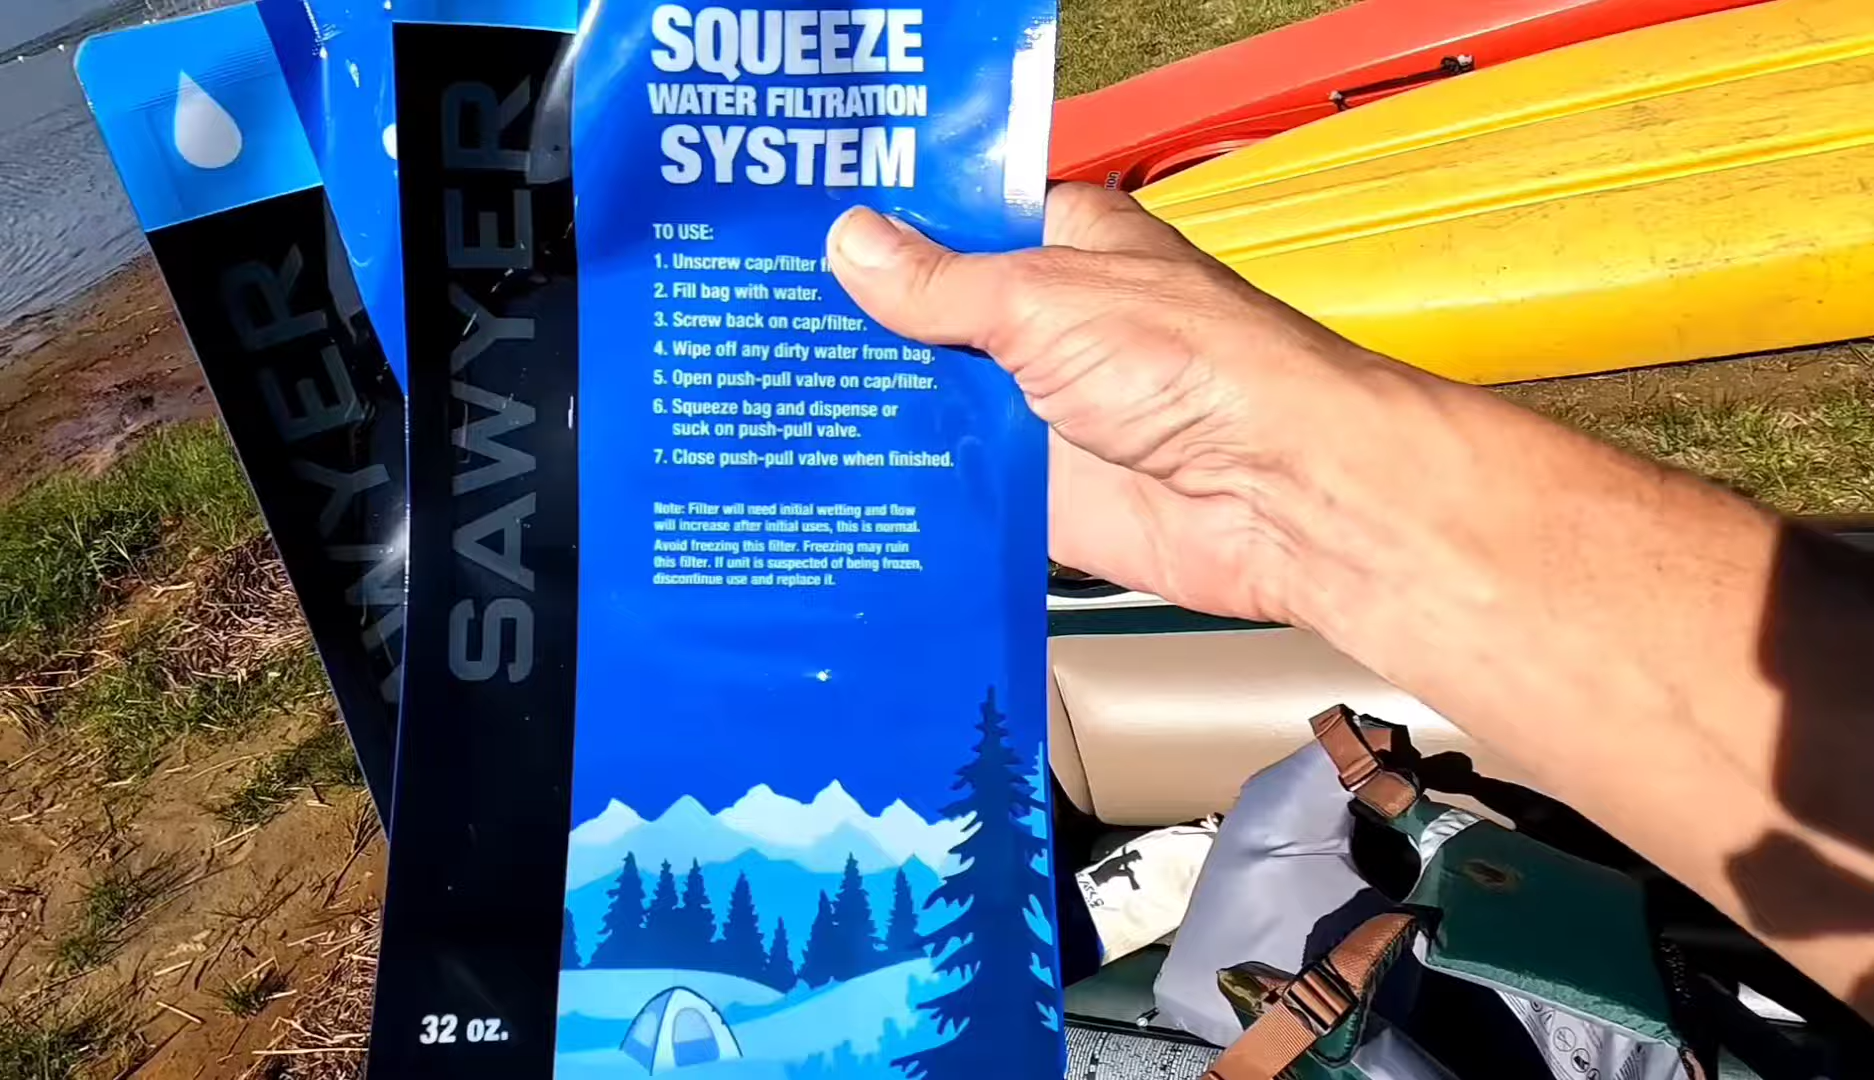 SQUEEZE
WATER FILTRATION
SYSTEM
TO USE:
1. Unscrew cap/filter
2. Fill bag with water.
3. Screw back on cap/filter.
4. Wipe off any dirty water from bag.
5. Open push-pull valve on cap/filter.
6. Squeeze bag and dispense or
suck on push-pull valve.
7. Close push-pull valve when finished.
Note: Filter will need initial wetting and flow
will increase after initial uses, this is normal.
Avoid freezing this filter. Freezing may ruin
this filter. If unit is suspected of being frozen,
discontinue use and replace it.
SAWYER
32 oz.
YER